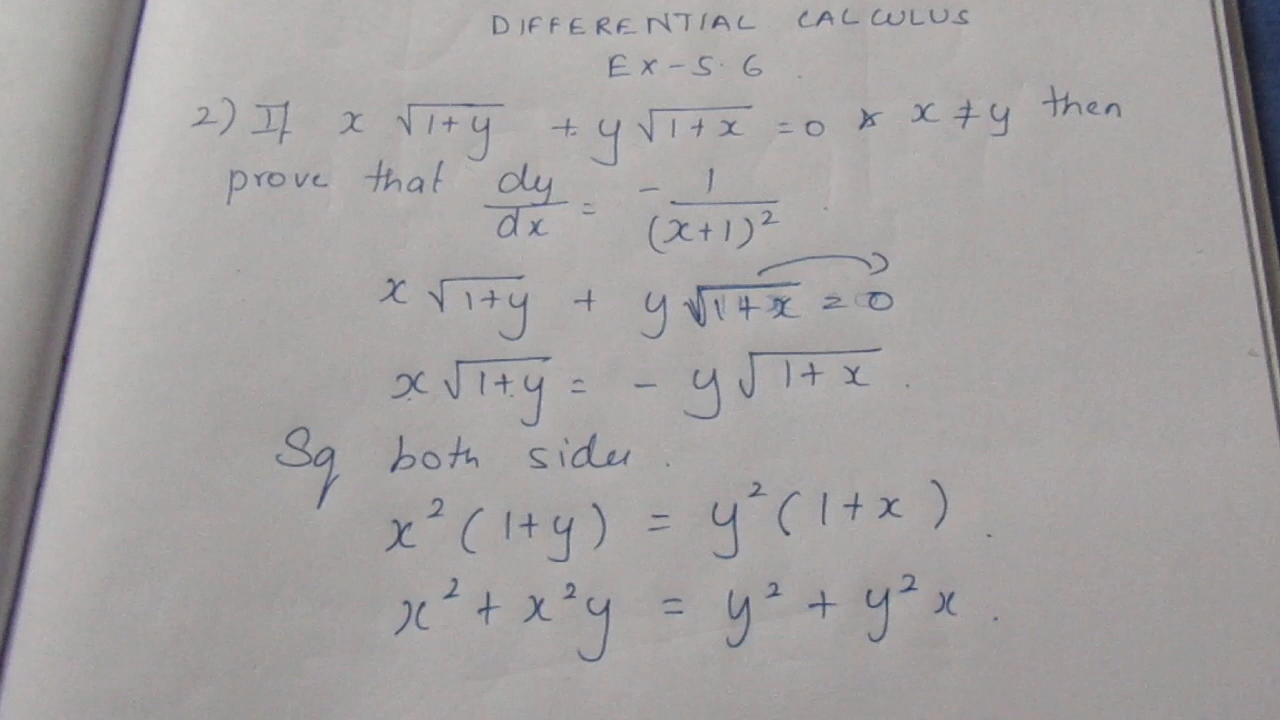 DIFFERENTIAL CALCULUS
EX-5.6
2) If x √(1+y) + y √(1+x) = 0 & x ≠ y then
prove that dy/dx = - 1/(x+1)²
x √(1+y) + y √(1+x) = 0
x √(1+y) = - y √(1+x).
Sq both sides.
x² (1+y) = y² (1+x).
x² + x²y = y² + y²x.